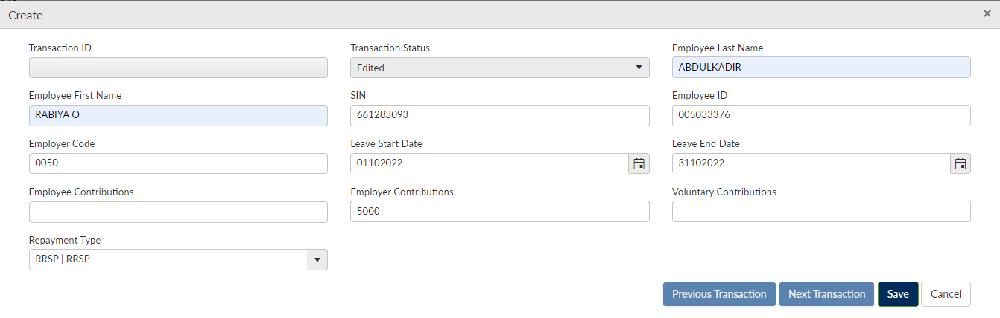 Create ×
Transaction ID Transaction Status Employee Last Name
Edited ABDULKADIR
Employee First Name SIN Employee ID
RABIYA O 661283093 005033376
Employer Code Leave Start Date Leave End Date
0050 01102022 31102022
Employee Contributions Employer Contributions Voluntary Contributions
5000
Repayment Type
RRSP | RRSP
Previous Transaction Next Transaction Save Cancel